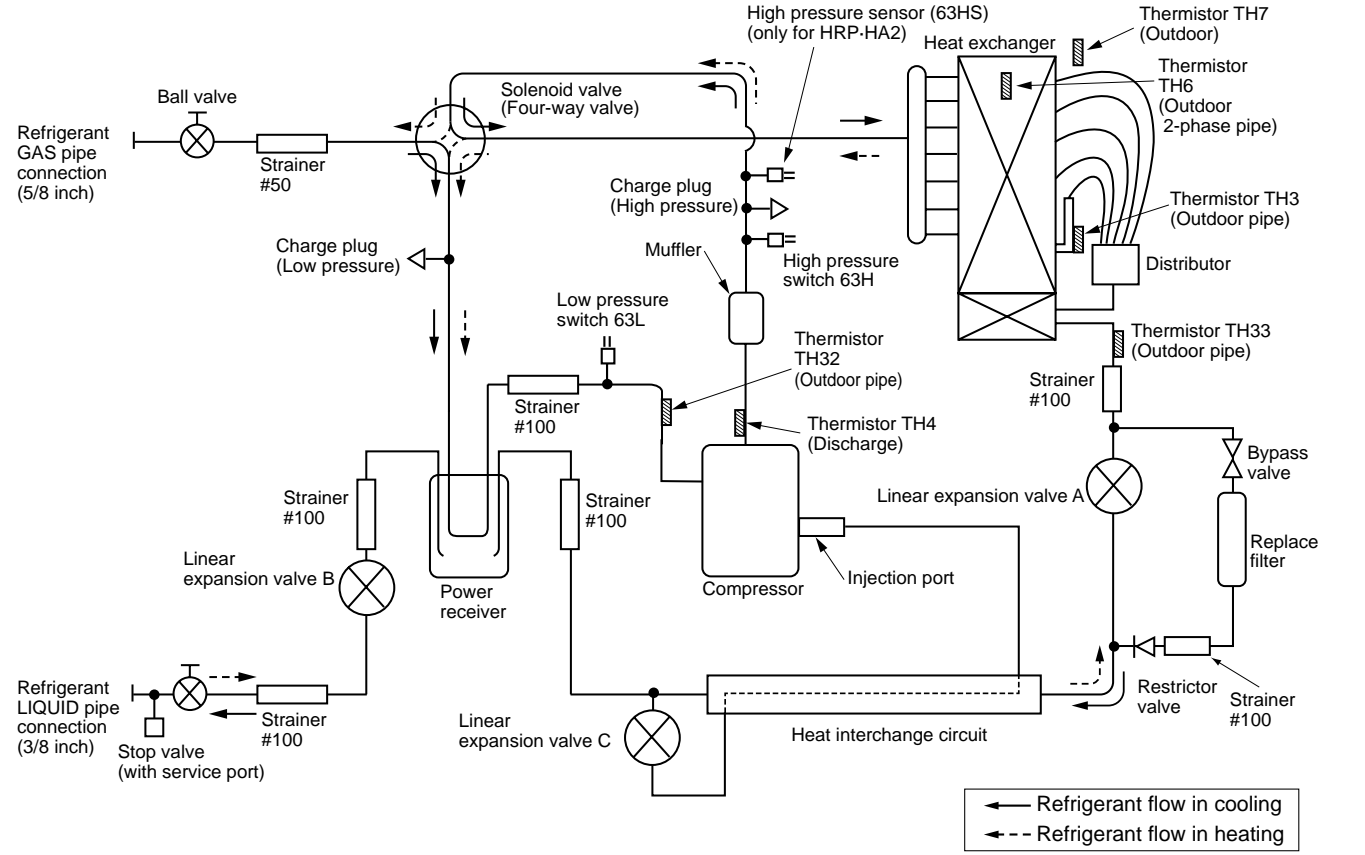 High pressure sensor (63HS)
(only for HRP·HA2)
Thermistor TH7
(Outdoor)
Heat exchanger
Thermistor
TH6
(Outdoor
2-phase pipe)
Ball valve
Solenoid valve
(Four-way valve)
Refrigerant
GAS pipe
connection
(5/8 inch)
Strainer
#50
Charge plug
(High pressure)
Thermistor TH3
(Outdoor pipe)
Charge plug
(Low pressure)
Muffler
High pressure
switch 63H
Distributor
Low pressure
switch 63L
Thermistor
TH32
(Outdoor pipe)
Thermistor TH33
(Outdoor pipe)
Strainer
#100
Strainer
#100
Thermistor TH4
(Discharge)
Bypass
valve
Strainer
#100
Strainer
#100
Linear expansion valve A
Replace
filter
Linear
expansion valve B
Power
receiver
Compressor
Injection port
Refrigerant
LIQUID pipe
connection
(3/8 inch)
Strainer
#100
Stop valve
(with service port)
Linear
expansion valve C
Heat interchange circuit
Restrictor
valve
Strainer
#100
Refrigerant flow in cooling
Refrigerant flow in heating